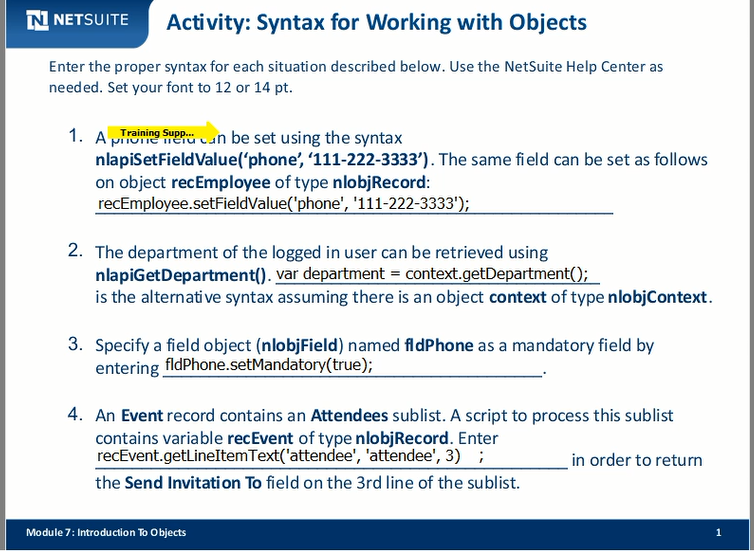 NETSUITE
Activity: Syntax for Working with Objects
Enter the proper syntax for each situation described below. Use the NetSuite Help Center as
needed. Set your font to 12 or 14 pt.
Training Supp...
1. A phone field can be set using the syntax
nlapiSetFieldValue(‘phone’, ‘111-222-3333’). The same field can be set as follows
on object recEmployee of type nlobjRecord:
recEmployee.setFieldValue('phone', '111-222-3333');
2. The department of the logged in user can be retrieved using
nlapiGetDepartment(). var department = context.getDepartment();
is the alternative syntax assuming there is an object context of type nlobjContext.
3. Specify a field object (nlobjField) named fldPhone as a mandatory field by
entering fldPhone.setMandatory(true); .
4. An Event record contains an Attendees sublist. A script to process this sublist
contains variable recEvent of type nlobjRecord. Enter
recEvent.getLineItemText('attendee', 'attendee', 3) ; in order to return
the Send Invitation To field on the 3rd line of the sublist.
Module 7: Introduction To Objects 1